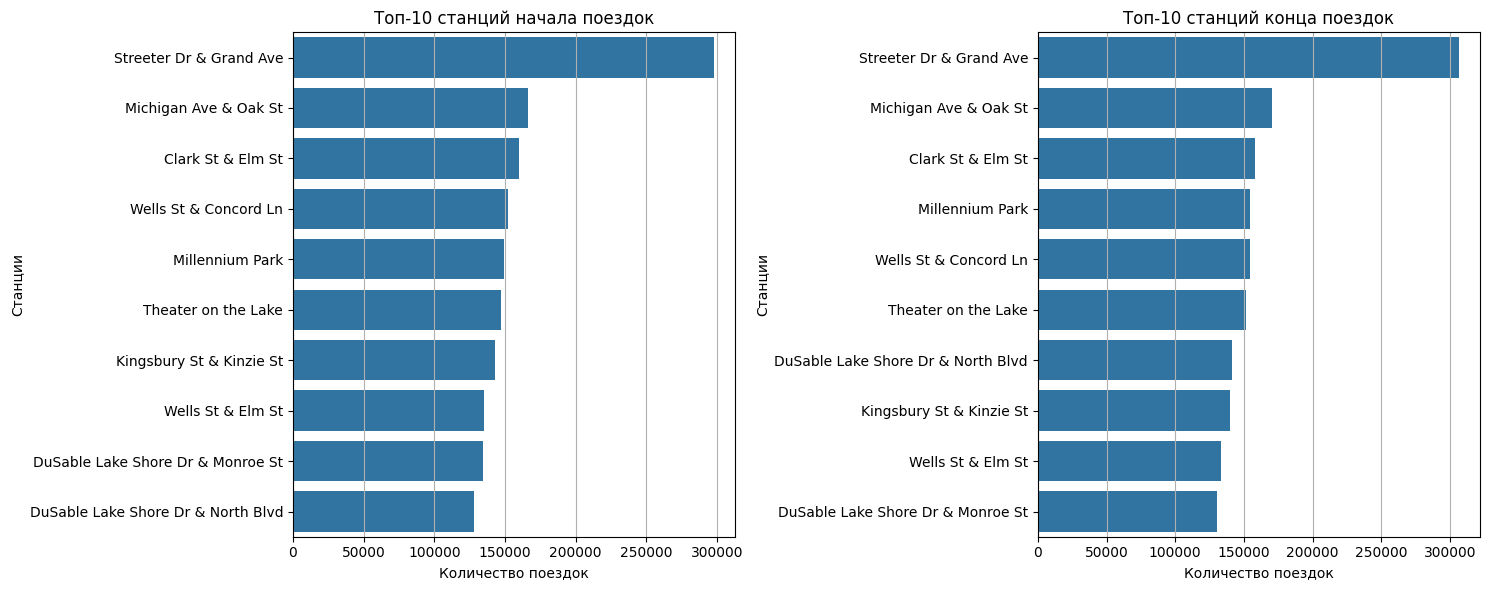 Топ-10 станций начала поездок
Станции
Streeter Dr & Grand Ave
Michigan Ave & Oak St
Clark St & Elm St
Wells St & Concord Ln
Millennium Park
Theater on the Lake
Kingsbury St & Kinzie St
Wells St & Elm St
DuSable Lake Shore Dr & Monroe St
DuSable Lake Shore Dr & North Blvd
0 50000 100000 150000 200000 250000 300000
Количество поездок
Топ-10 станций конца поездок
Станции
Streeter Dr & Grand Ave
Michigan Ave & Oak St
Clark St & Elm St
Millennium Park
Wells St & Concord Ln
Theater on the Lake
DuSable Lake Shore Dr & North Blvd
Kingsbury St & Kinzie St
Wells St & Elm St
DuSable Lake Shore Dr & Monroe St
0 50000 100000 150000 200000 250000 300000
Количество поездок